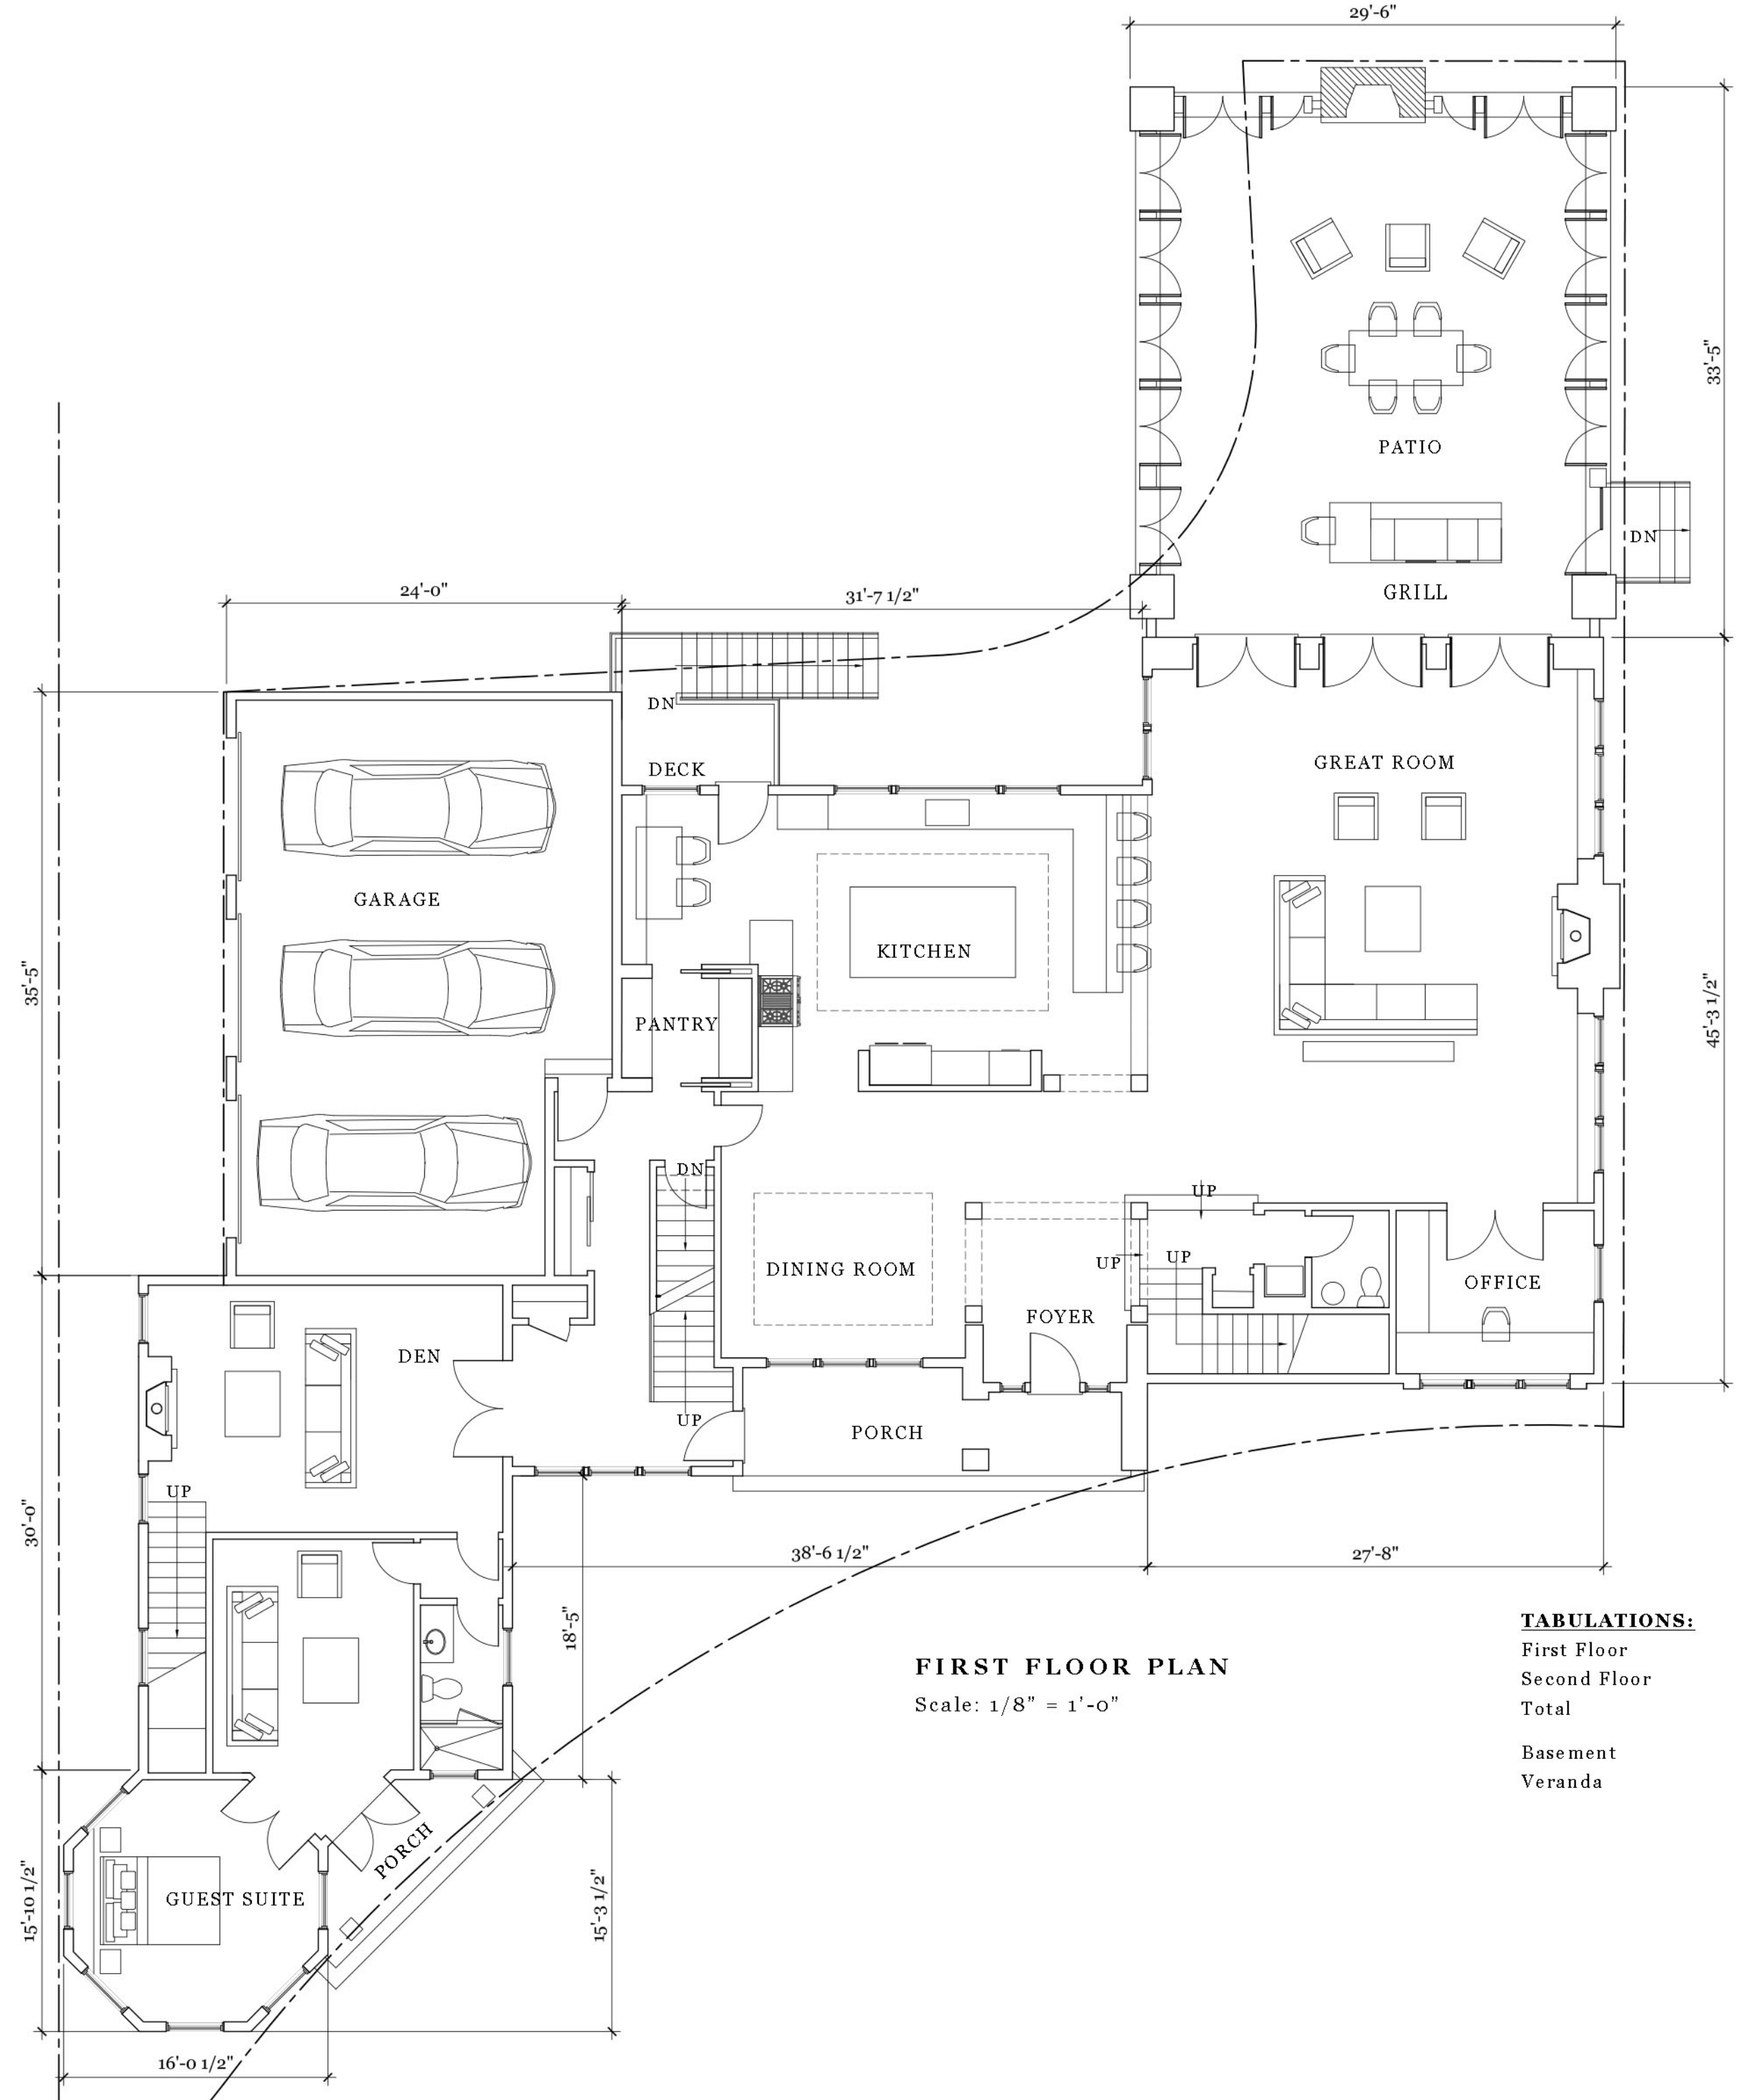 29'-6"
33'-5"
PATIO
DN
GRILL
24'-0"
31'-7 1/2"
DN
DECK
GREAT ROOM
GARAGE
KITCHEN
35'-5"
45'-3 1/2"
PANTRY
DN
UP
UP
UP
DINING ROOM
OFFICE
FOYER
DEN
UP
PORCH
UP
30'-0"
38'-6 1/2"
27'-8"
18'-5"
TABULATIONS:
First Floor
Second Floor
Total
Basement
Veranda
FIRST FLOOR PLAN
Scale: 1/8" = 1'-0"
PORCH
GUEST SUITE
15'-10 1/2"
15'-3 1/2"
16'-0 1/2"